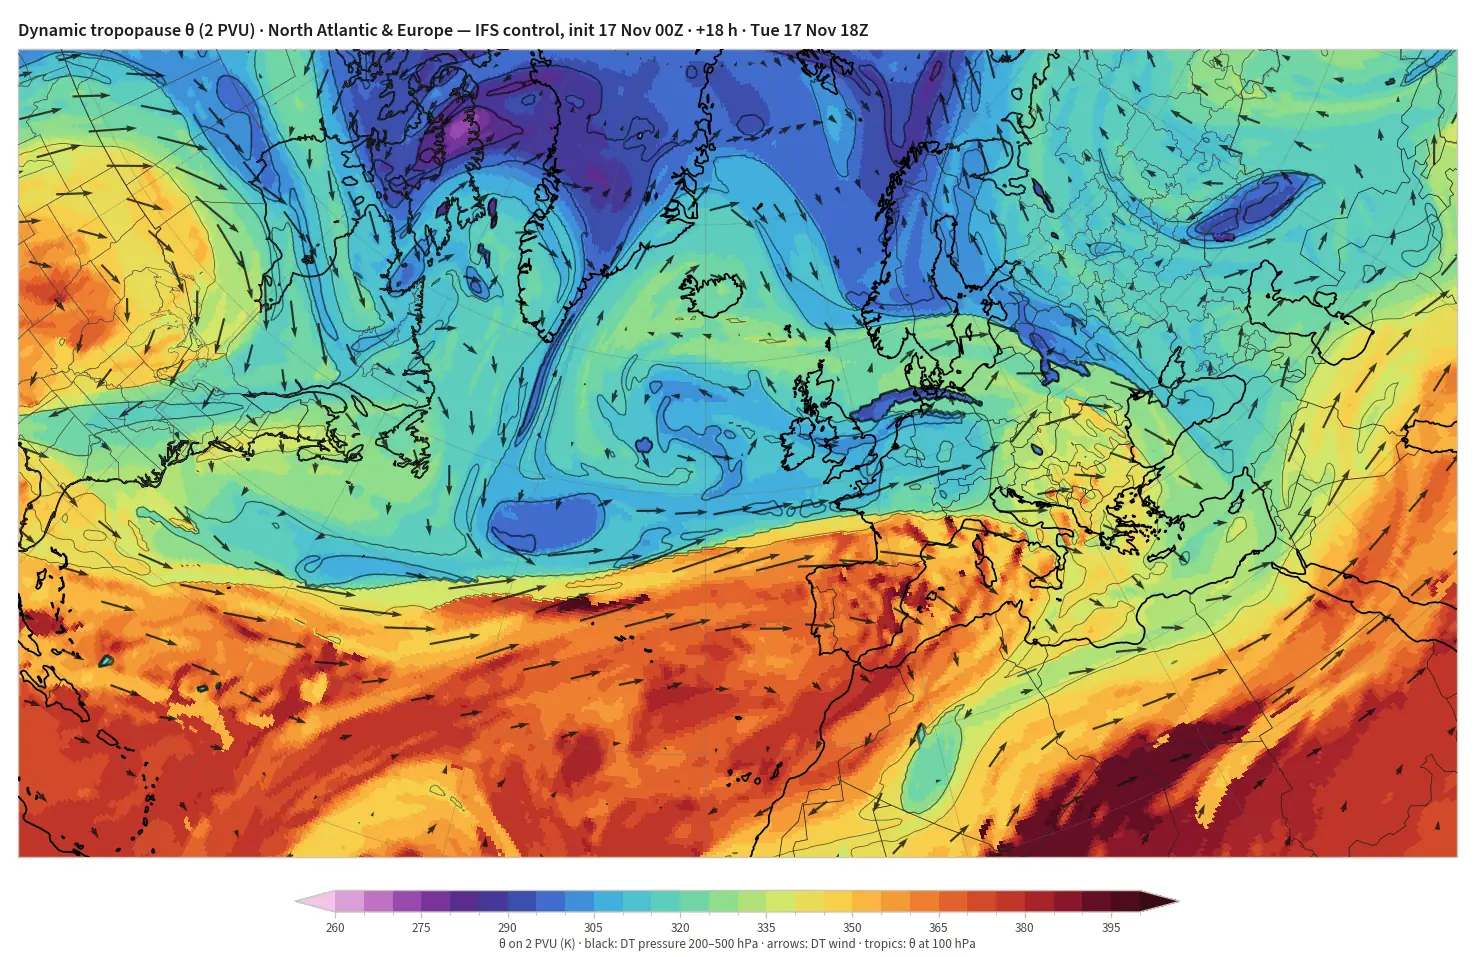 Dynamic tropopause θ (2 PVU) · North Atlantic & Europe — IFS control, init 17 Nov 00Z · +18 h · Tue 17 Nov 18Z
260 275 290 305 320 335 350 365 380 395
θ on 2 PVU (K) · black: DT pressure 200–500 hPa · arrows: DT wind · tropics: θ at 100 hPa